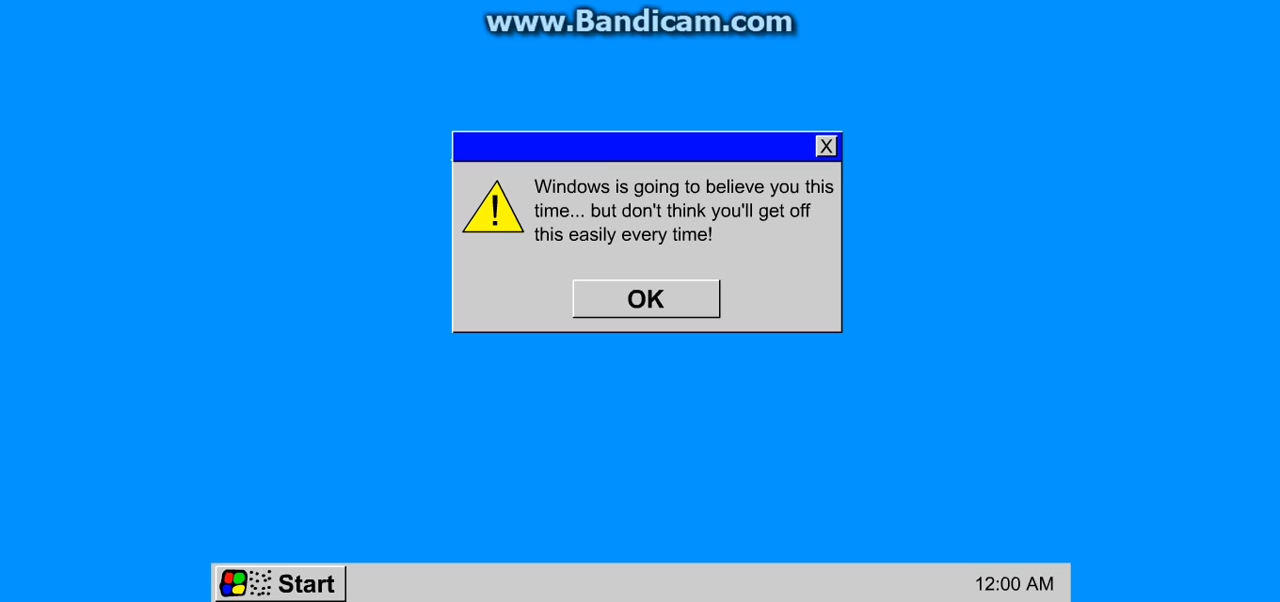 www.Bandicam.com
X
Windows is going to believe you this
time... but don't think you'll get off
this easily every time!
OK
Start
12:00 AM